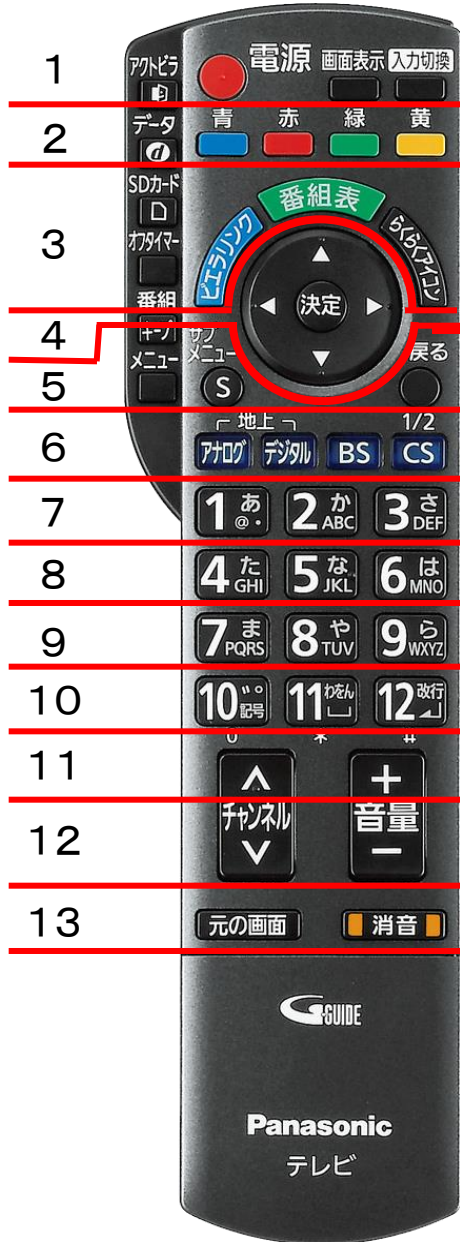 1
アクトビラ
電源 画面表示 入力切換
2
データ
d
青 赤 緑 黄
3
SDカード
オフタイマー
番組表
ピエラリンク
らくらくアイコン
決定
4
番組
キープ
サブ
メニュー
戻る
5
メニュー
S
6
地上
1/2
アナログ デジタル BS CS
7
1 あ @. 2 か ABC 3 さ DEF
8
4 た GHI 5 な JKL 6 は MNO
9
7 ま PQRS 8 や TUV 9 ら WXYZ
10
10 ゛゜ 記号 11 わをん 12 改行
0 * #
11
+
12
チャンネル 音量
-
13
元の画面 消音
G-GUIDE
Panasonic
テレビ